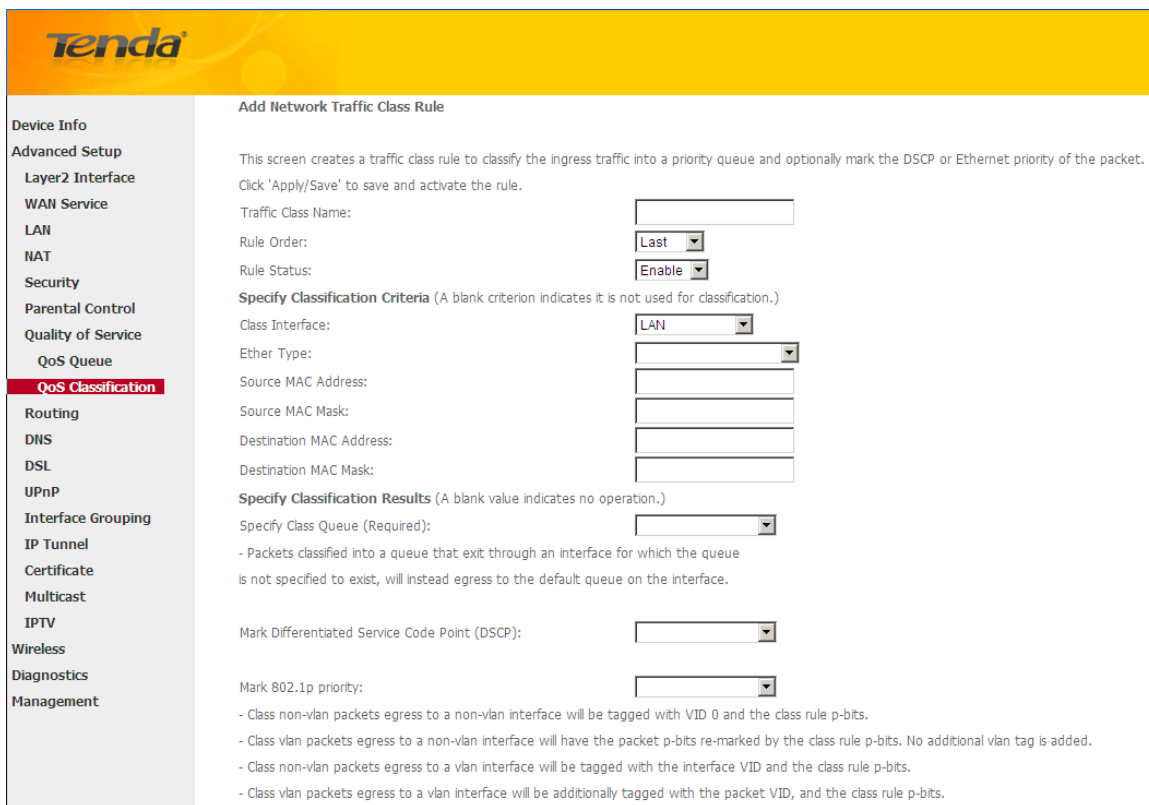 Tenda®
Device Info
Advanced Setup
Layer2 Interface
WAN Service
LAN
NAT
Security
Parental Control
Quality of Service
QoS Queue
QoS Classification
Routing
DNS
DSL
UPnP
Interface Grouping
IP Tunnel
Certificate
Multicast
IPTV
Wireless
Diagnostics
Management
Add Network Traffic Class Rule
This screen creates a traffic class rule to classify the ingress traffic into a priority queue and optionally mark the DSCP or Ethernet priority of the packet.
Click 'Apply/Save' to save and activate the rule.
Traffic Class Name:
Rule Order: Last
Rule Status: Enable
Specify Classification Criteria (A blank criterion indicates it is not used for classification.)
Class Interface: LAN
Ether Type:
Source MAC Address:
Source MAC Mask:
Destination MAC Address:
Destination MAC Mask:
Specify Classification Results (A blank value indicates no operation.)
Specify Class Queue (Required):
- Packets classified into a queue that exit through an interface for which the queue
is not specified to exist, will instead egress to the default queue on the interface.
Mark Differentiated Service Code Point (DSCP):
Mark 802.1p priority:
- Class non-vlan packets egress to a non-vlan interface will be tagged with VID 0 and the class rule p-bits.
- Class vlan packets egress to a non-vlan interface will have the packet p-bits re-marked by the class rule p-bits. No additional vlan tag is added.
- Class non-vlan packets egress to a vlan interface will be tagged with the interface VID and the class rule p-bits.
- Class vlan packets egress to a vlan interface will be additionally tagged with the packet VID, and the class rule p-bits.